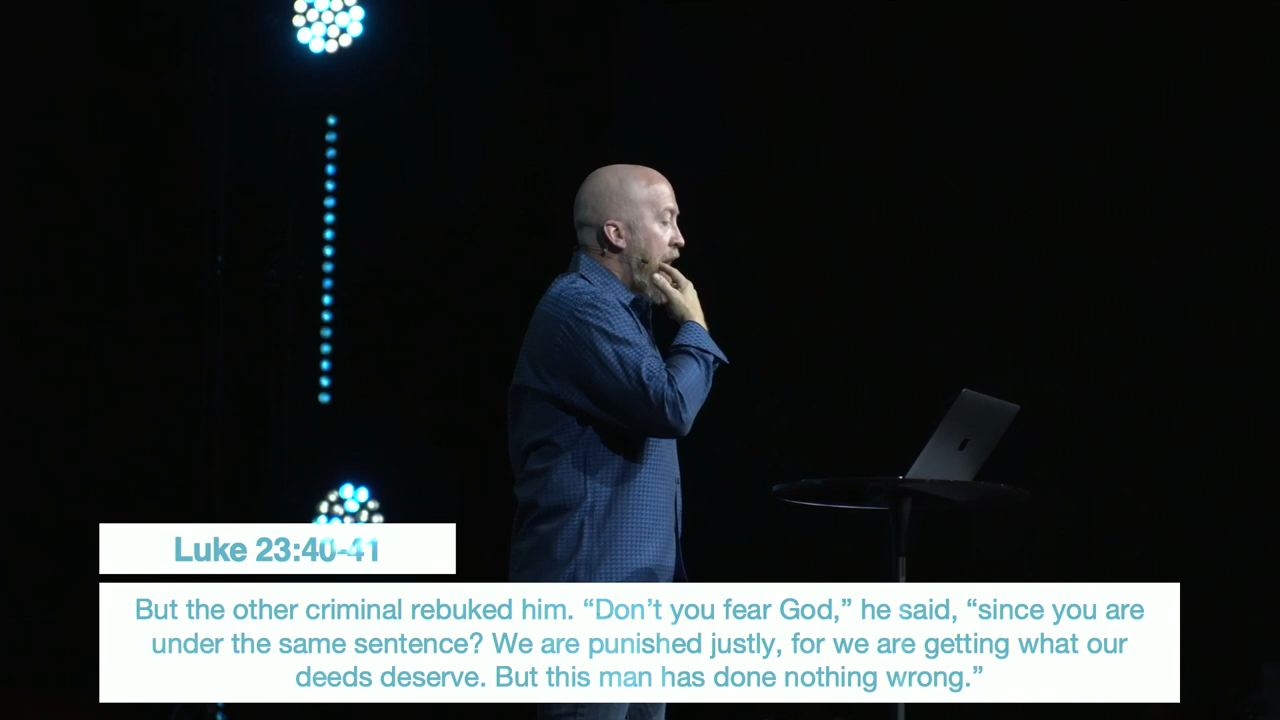 Luke 23:40-41
But the other criminal rebuked him. “Don’t you fear God,” he said, “since you are
under the same sentence? We are punished justly, for we are getting what our
deeds deserve. But this man has done nothing wrong.”